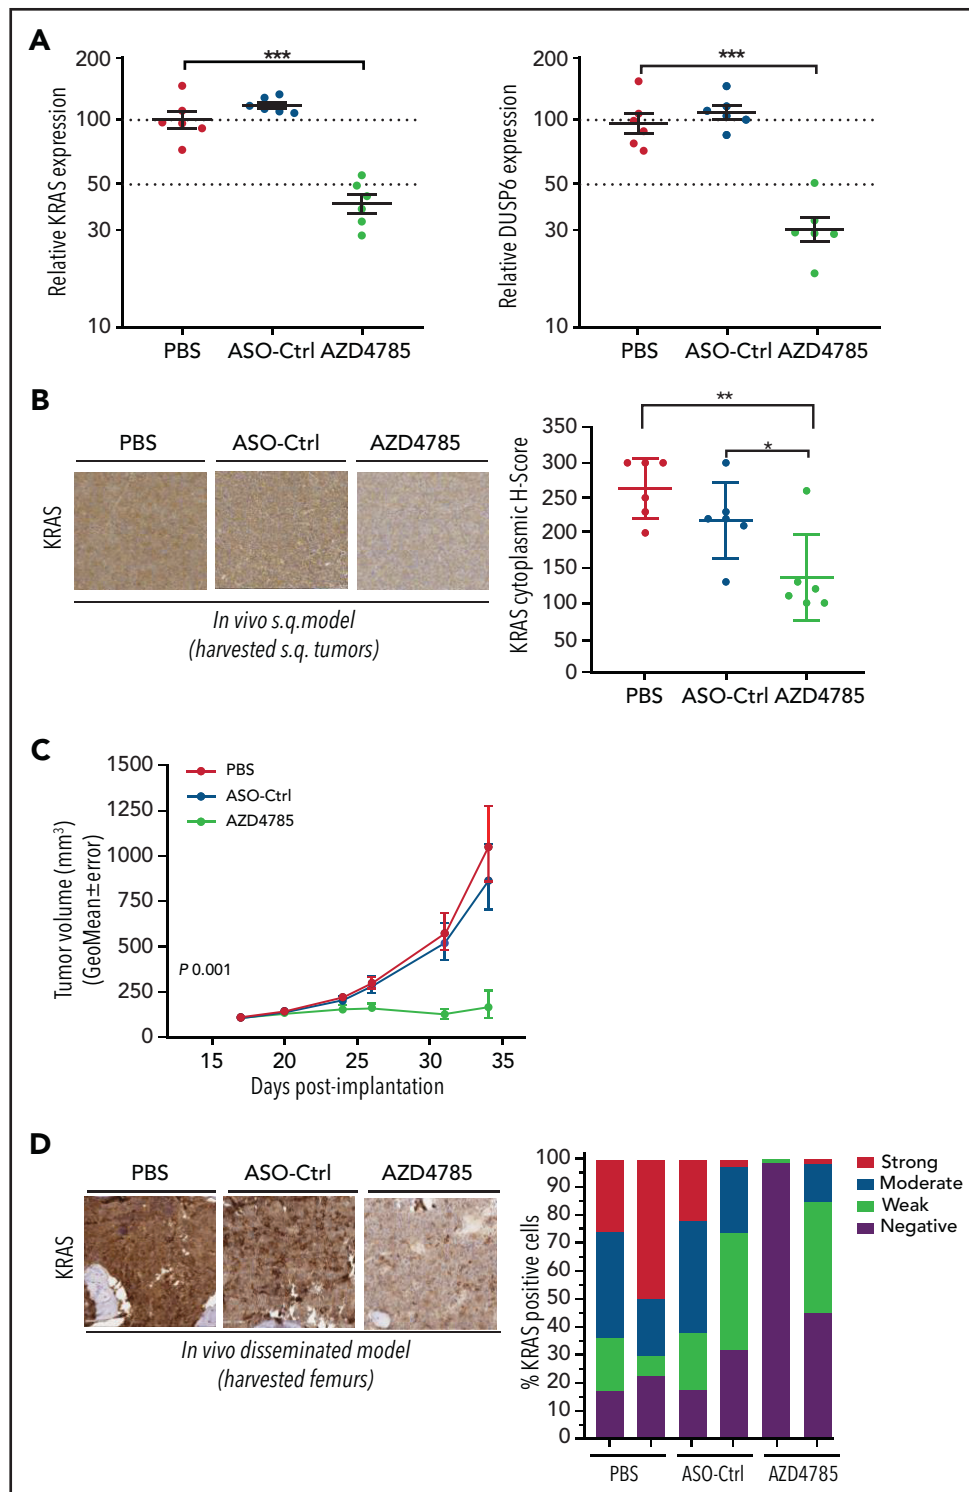 A
200
100
50
30
10
Relative KRAS expression
***
PBS
ASO-Ctrl
AZD4785
200
100
50
30
10
Relative DUSP6 expression
***
PBS
ASO-Ctrl
AZD4785
B
PBS
ASO-Ctrl
AZD4785
KRAS
In vivo s.q.model
(harvested s.q. tumors)
350
300
250
200
150
100
50
0
KRAS cytoplasmic H-Score
**
*
PBS
ASO-Ctrl
AZD4785
C
1500
1250
1000
750
500
250
0
Tumor volume (mm³)
(GeoMean±error)
PBS
ASO-Ctrl
AZD4785
P 0.001
15
20
25
30
35
Days post-implantation
D
PBS
ASO-Ctrl
AZD4785
KRAS
In vivo disseminated model
(harvested femurs)
100
90
80
70
60
50
40
30
20
10
0
% KRAS positive cells
Strong
Moderate
Weak
Negative
PBS
ASO-Ctrl
AZD4785